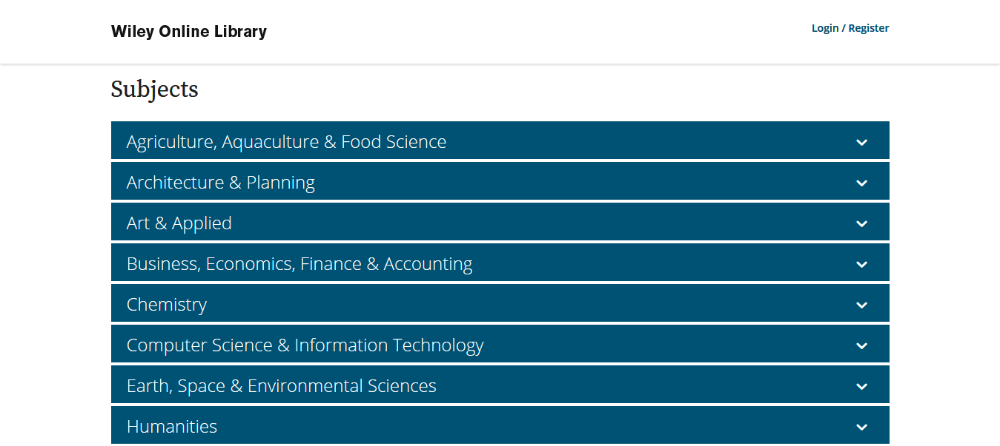 Wiley Online Library
Login / Register
Subjects
Agriculture, Aquaculture & Food Science
Architecture & Planning
Art & Applied
Business, Economics, Finance & Accounting
Chemistry
Computer Science & Information Technology
Earth, Space & Environmental Sciences
Humanities